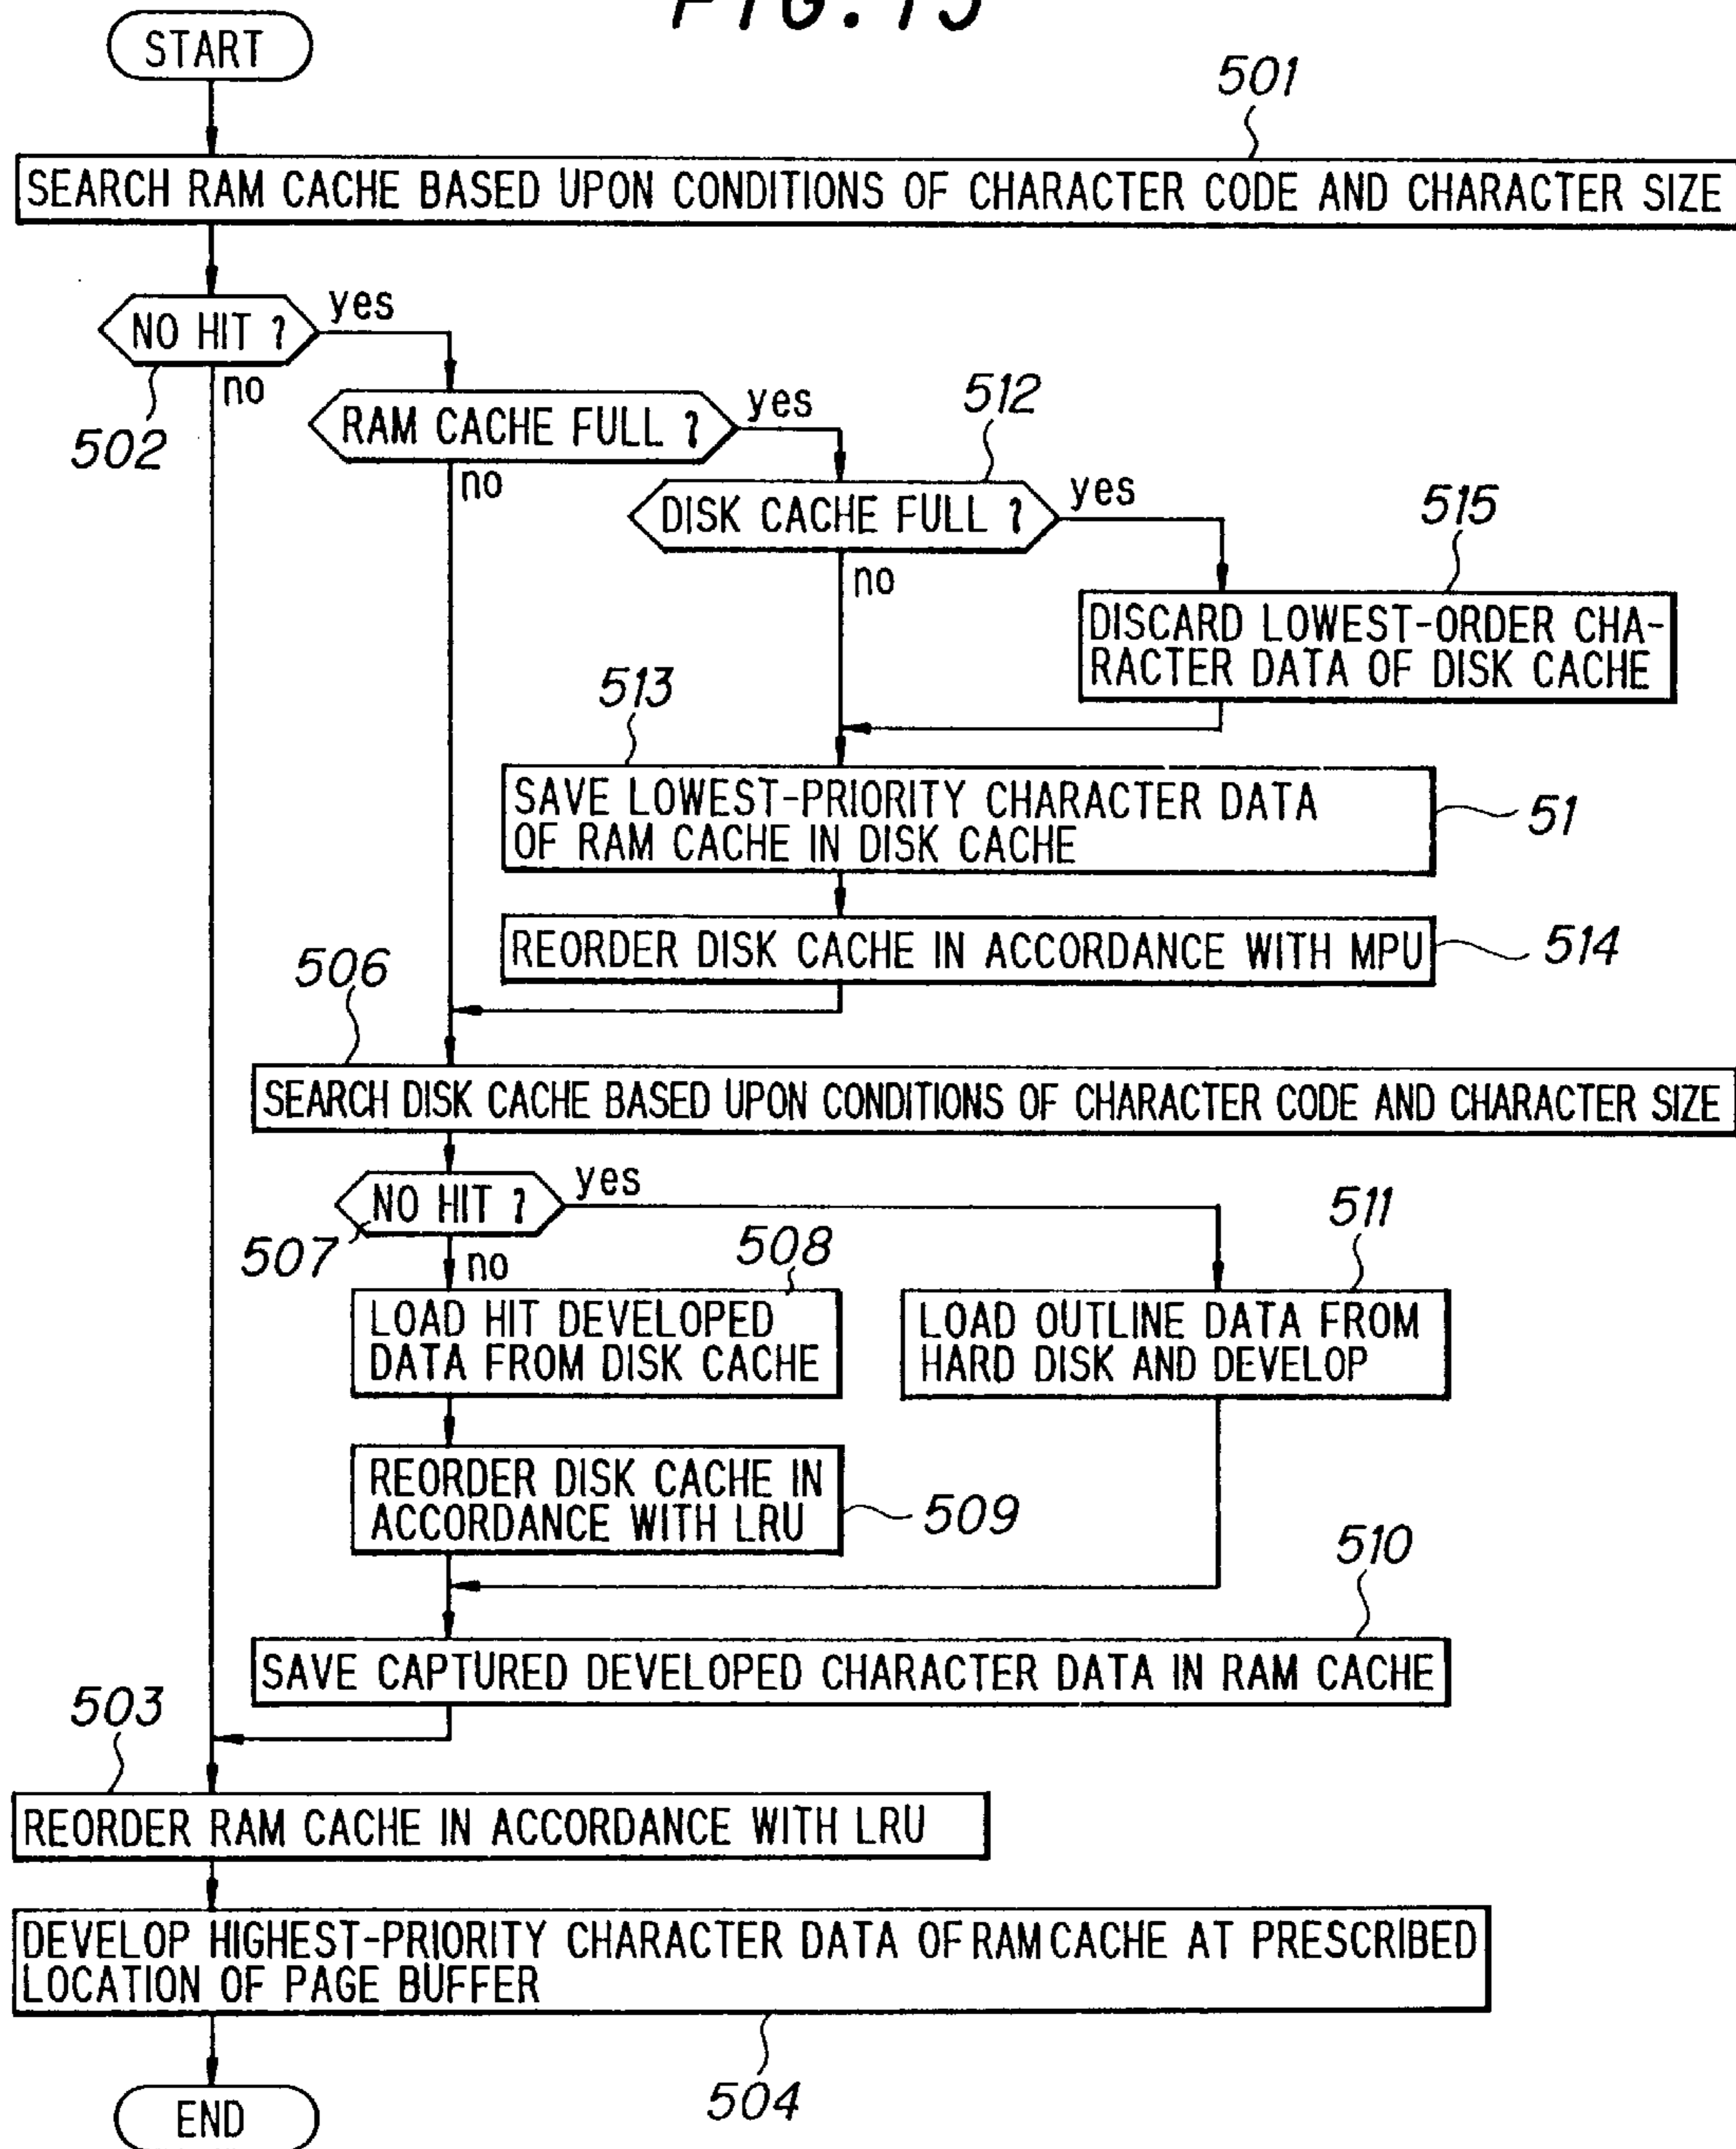 FIG. 15
START
501
SEARCH RAM CACHE BASED UPON CONDITIONS OF CHARACTER CODE AND CHARACTER SIZE
NO HIT ?
yes
no
502
RAM CACHE FULL ?
yes
no
512
DISK CACHE FULL ?
yes
no
515
DISCARD LOWEST-ORDER CHA-
RACTER DATA OF DISK CACHE
513
SAVE LOWEST-PRIORITY CHARACTER DATA
OF RAM CACHE IN DISK CACHE
51
REORDER DISK CACHE IN ACCORDANCE WITH MPU
514
506
SEARCH DISK CACHE BASED UPON CONDITIONS OF CHARACTER CODE AND CHARACTER SIZE
NO HIT ?
yes
507
no
508
511
LOAD HIT DEVELOPED
DATA FROM DISK CACHE
LOAD OUTLINE DATA FROM
HARD DISK AND DEVELOP
REORDER DISK CACHE IN
ACCORDANCE WITH LRU
509
510
SAVE CAPTURED DEVELOPED CHARACTER DATA IN RAM CACHE
503
REORDER RAM CACHE IN ACCORDANCE WITH LRU
DEVELOP HIGHEST-PRIORITY CHARACTER DATA OF RAM CACHE AT PRESCRIBED
LOCATION OF PAGE BUFFER
504
END